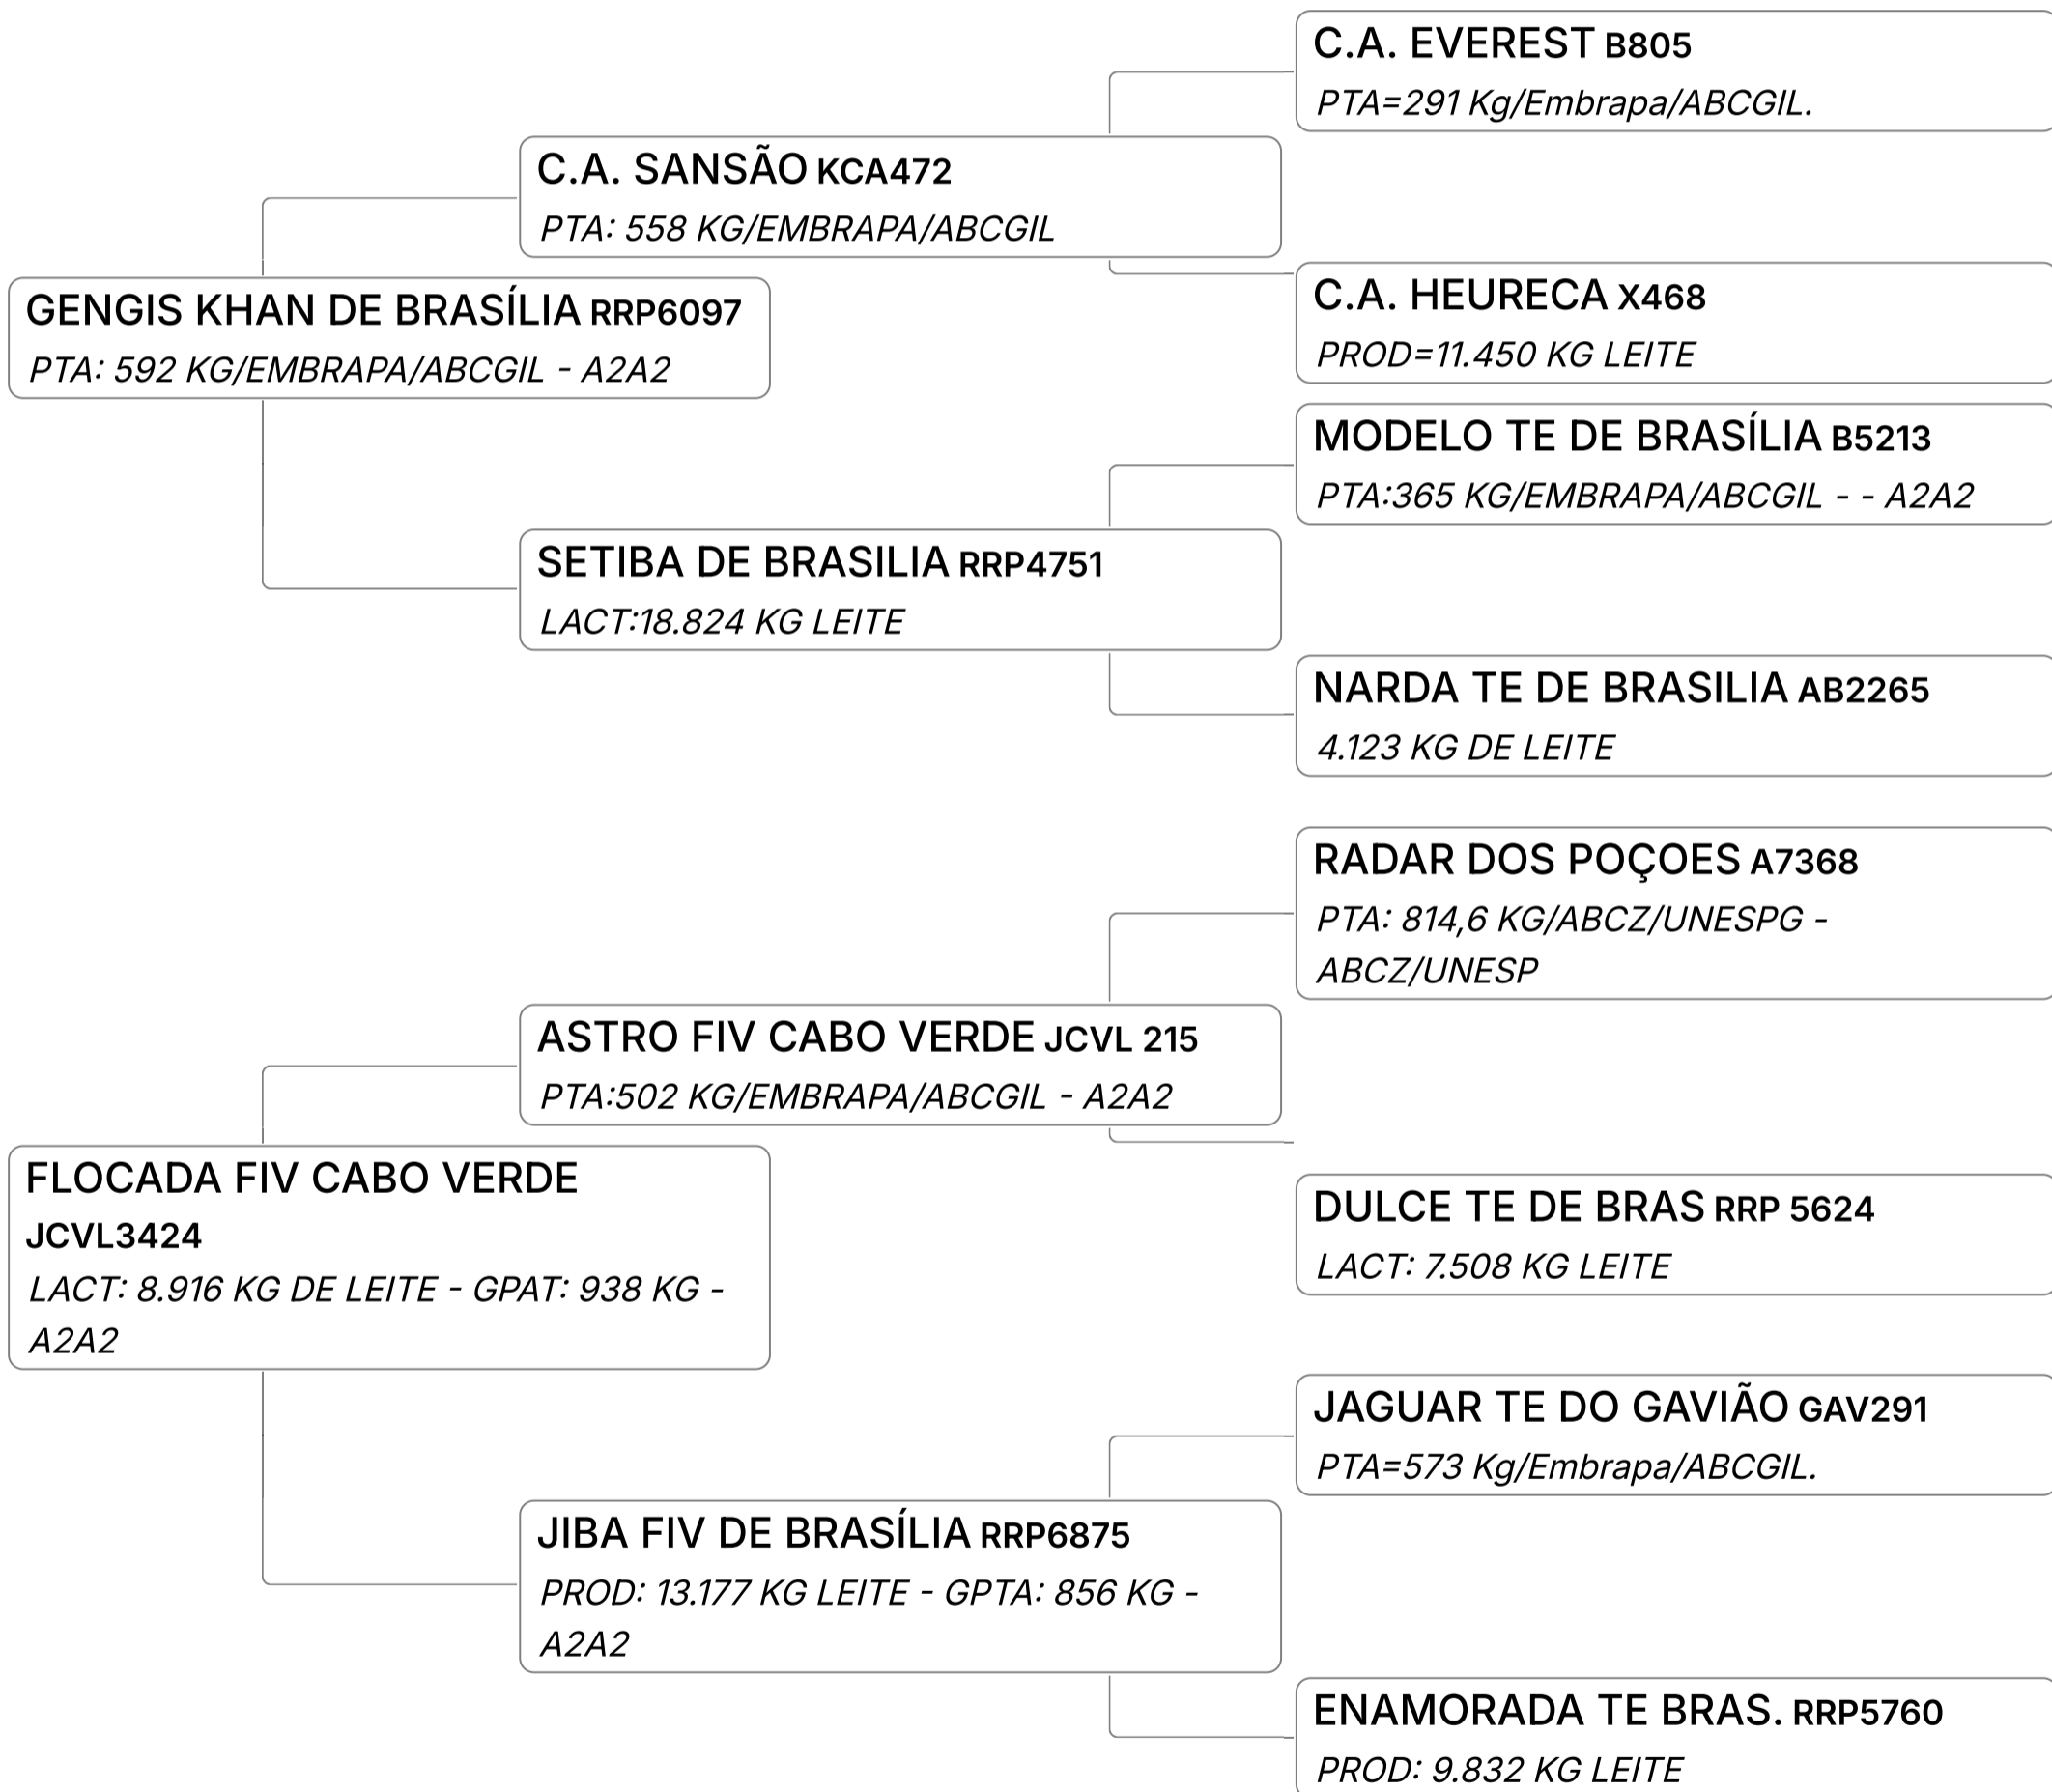 C.A. EVEREST B805
PTA=291 Kg/Embrapa/ABCGIL.
C.A. SANSÃO KCA472
PTA: 558 KG/EMBRAPA/ABCGIL
C.A. HEURECA X468
PROD=11.450 KG LEITE
GENGIS KHAN DE BRASÍLIA RRP6097
PTA: 592 KG/EMBRAPA/ABCGIL - A2A2
MODELO TE DE BRASÍLIA B5213
PTA:365 KG/EMBRAPA/ABCGIL - - A2A2
SETIBA DE BRASILIA RRP4751
LACT:18.824 KG LEITE
NARDA TE DE BRASILIA AB2265
4.123 KG DE LEITE
RADAR DOS POÇOES A7368
PTA: 814,6 KG/ABCZ/UNESPG -
ABCZ/UNESP
ASTRO FIV CABO VERDE JCVL 215
PTA:502 KG/EMBRAPA/ABCGIL - A2A2
DULCE TE DE BRAS RRP 5624
LACT: 7.508 KG LEITE
FLOCADA FIV CABO VERDE
JCVL3424
LACT: 8.916 KG DE LEITE - GPAT: 938 KG -
A2A2
JAGUAR TE DO GAVIÃO GAV291
PTA=573 Kg/Embrapa/ABCGIL.
JIBA FIV DE BRASÍLIA RRP6875
PROD: 13.177 KG LEITE - GPTA: 856 KG -
A2A2
ENAMORADA TE BRAS. RRP5760
PROD: 9.832 KG LEITE